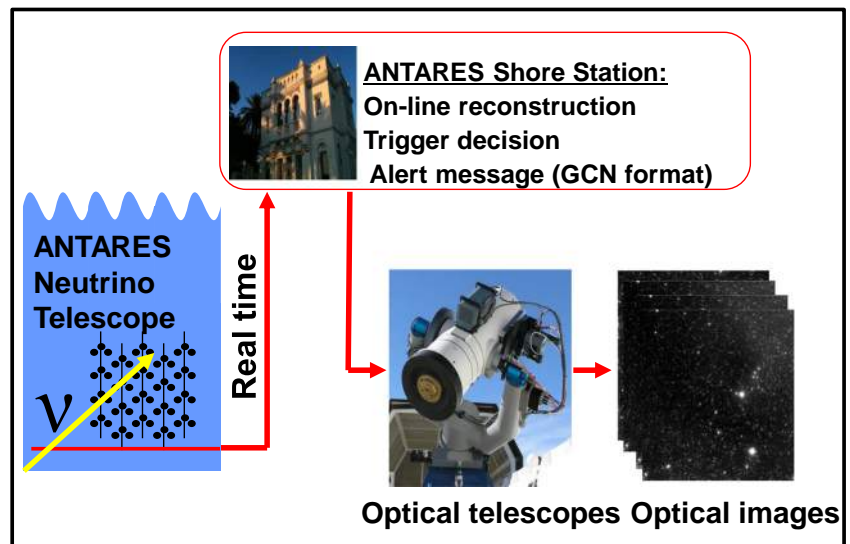 ANTARES Shore Station:
On-line reconstruction
Trigger decision
Alert message (GCN format)
ANTARES
Neutrino
Telescope
ν
Real time
Optical telescopes
Optical images